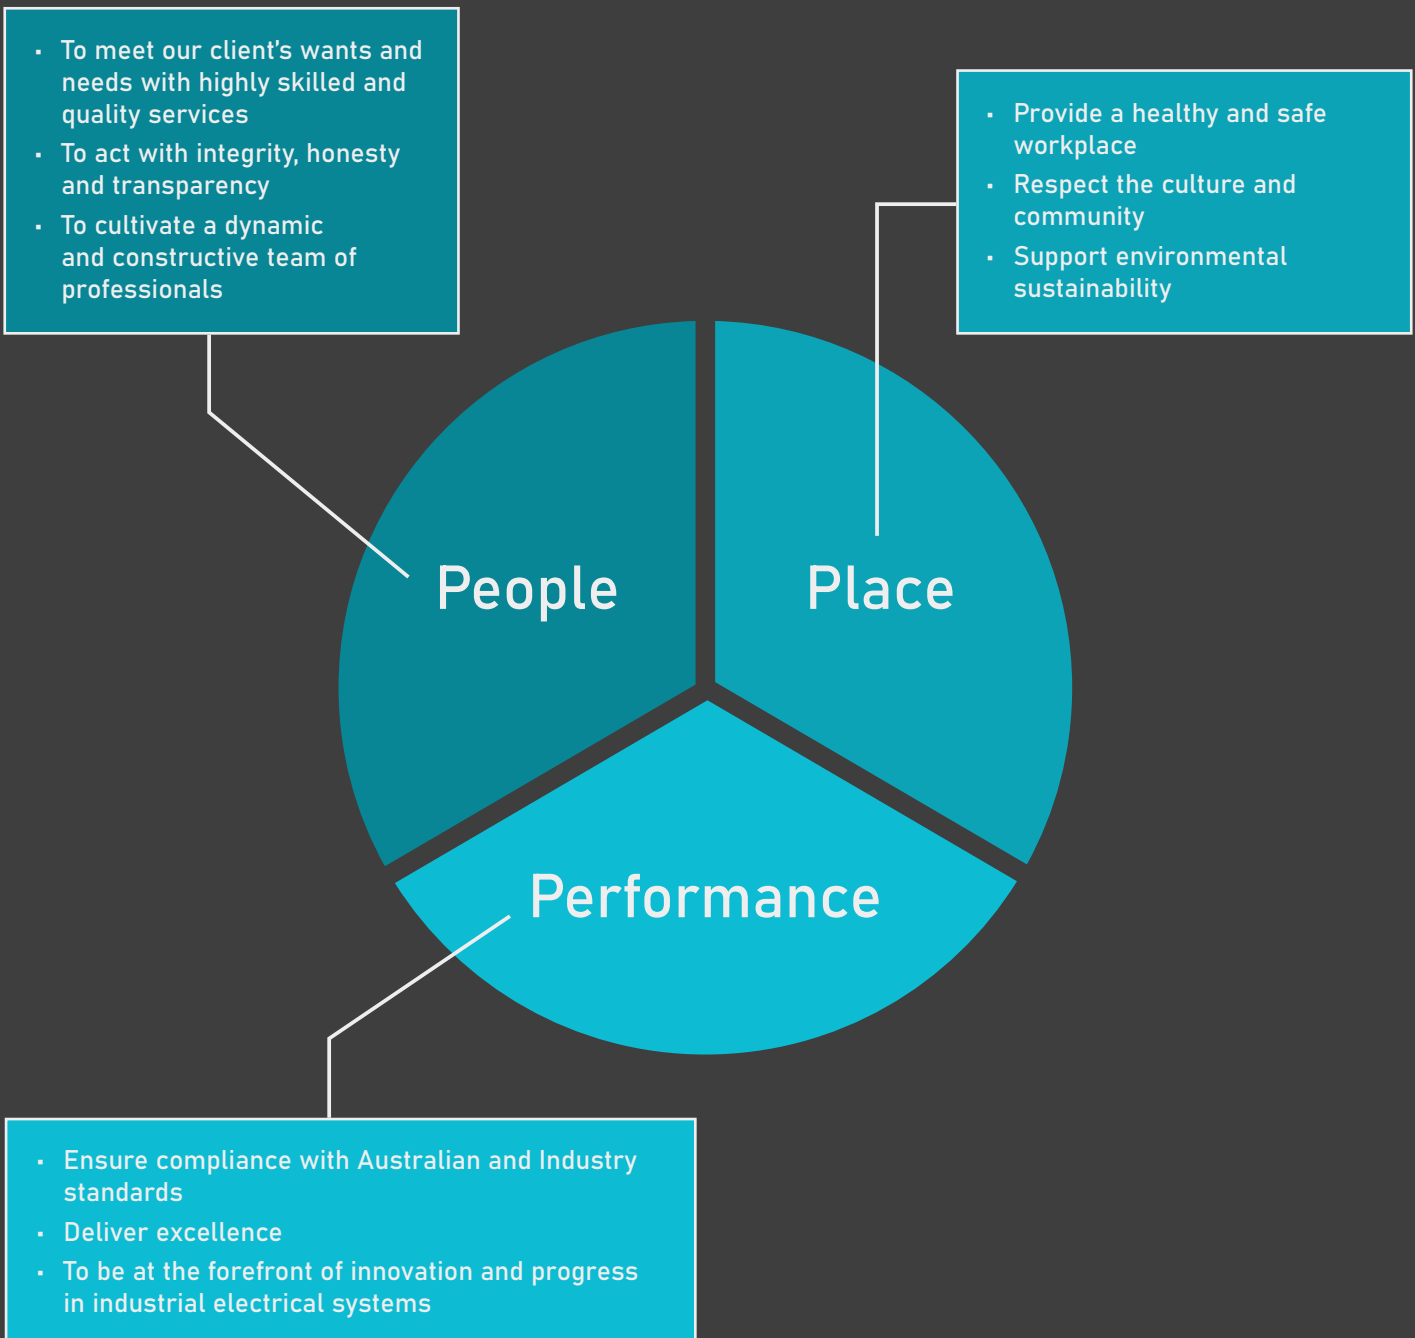 · To meet our client's wants and
needs with highly skilled and
quality services
· To act with integrity, honesty
and transparency
· To cultivate a dynamic
and constructive team of
professionals
· Provide a healthy and safe
workplace
· Respect the culture and
community
· Support environmental
sustainability
People
Place
Performance
· Ensure compliance with Australian and Industry
standards
· Deliver excellence
· To be at the forefront of innovation and progress
in industrial electrical systems